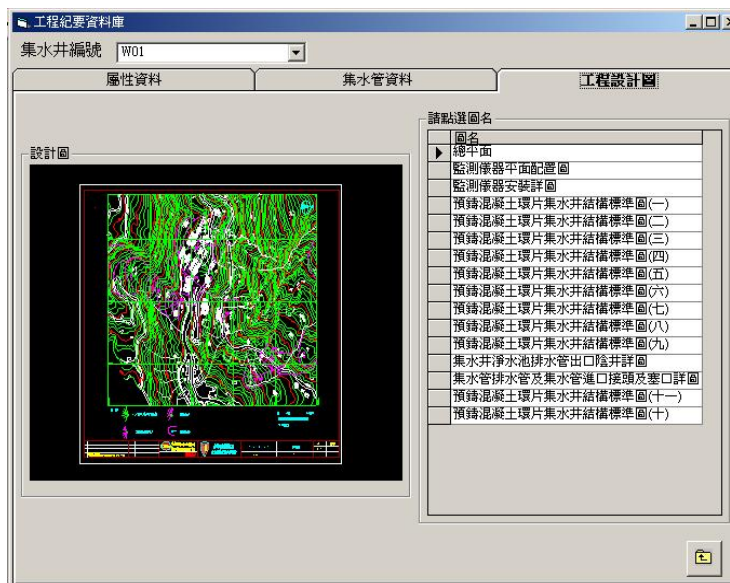 工程紀要資料庫
集水井編號 W01
屬性資料 集水管資料 工程設計圖
設計圖
請點選圖名
圖名
總平面
監測儀器平面配置圖
監測儀器安裝詳圖
預鑄混凝土環片集水井結構標準圖(一)
預鑄混凝土環片集水井結構標準圖(二)
預鑄混凝土環片集水井結構標準圖(三)
預鑄混凝土環片集水井結構標準圖(四)
預鑄混凝土環片集水井結構標準圖(五)
預鑄混凝土環片集水井結構標準圖(六)
預鑄混凝土環片集水井結構標準圖(七)
預鑄混凝土環片集水井結構標準圖(八)
預鑄混凝土環片集水井結構標準圖(九)
集水井淨水池排水管出口陰井詳圖
集水管排水管及集水管進口接頭及塞口詳圖
預鑄混凝土環片集水井結構標準圖(十一)
預鑄混凝土環片集水井結構標準圖(十)